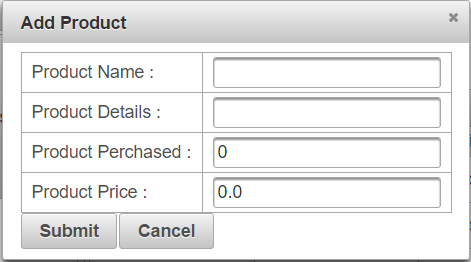 Add Product
Product Name :
Product Details :
Product Perchased : 0
Product Price : 0.0
Submit Cancel